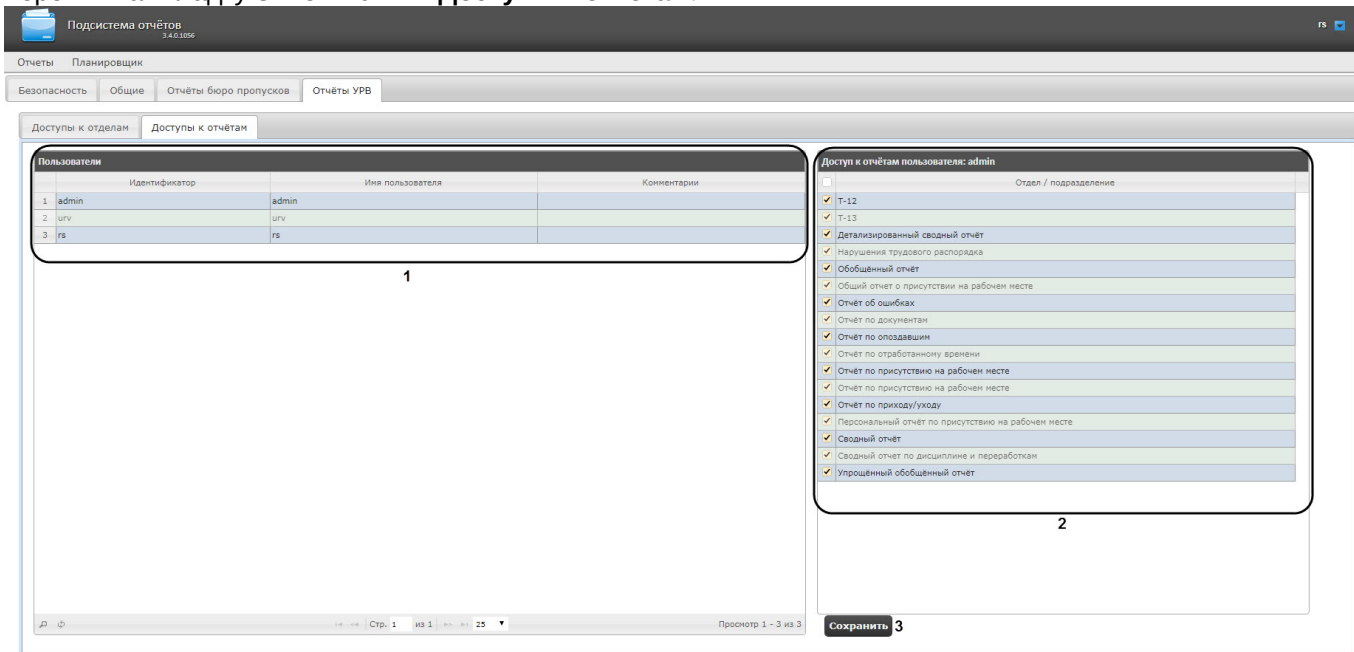 Подсистема отчётов
3.4.0.1056
rs
Отчеты Планировщик
Безопасность Общие Отчёты бюро пропусков Отчёты УРВ
Доступы к отделам Доступы к отчётам
Пользователи
Идентификатор Имя пользователя Комментарии
1 admin admin
2 urv urv
3 rs rs
1
Доступ к отчётам пользователя: admin
Отдел / подразделение
Т-12
Т-13
Детализированный сводный отчёт
Нарушения трудового распорядка
Обобщённый отчёт
Общий отчет о присутствии на рабочем месте
Отчёт об ошибках
Отчёт по документам
Отчёт по опоздавшим
Отчёт по отработанному времени
Отчёт по присутствию на рабочем месте
Отчёт по присутствию на рабочем месте
Отчёт по приходу/уходу
Персональный отчёт по присутствию на рабочем месте
Сводный отчёт
Сводный отчет по дисциплине и переработкам
Упрощённый обобщённый отчёт
2
Стр. 1 из 1 25 Просмотр 1 - 3 из 3
Сохранить 3